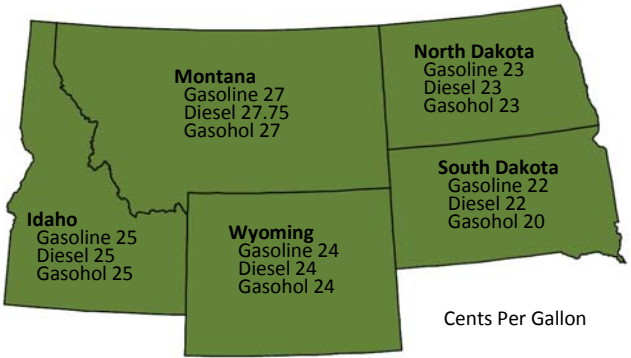 Montana
Gasoline 27
Diesel 27.75
Gasohol 27
North Dakota
Gasoline 23
Diesel 23
Gasohol 23
South Dakota
Gasoline 22
Diesel 22
Gasohol 20
Idaho
Gasoline 25
Diesel 25
Gasohol 25
Wyoming
Gasoline 24
Diesel 24
Gasohol 24
Cents Per Gallon